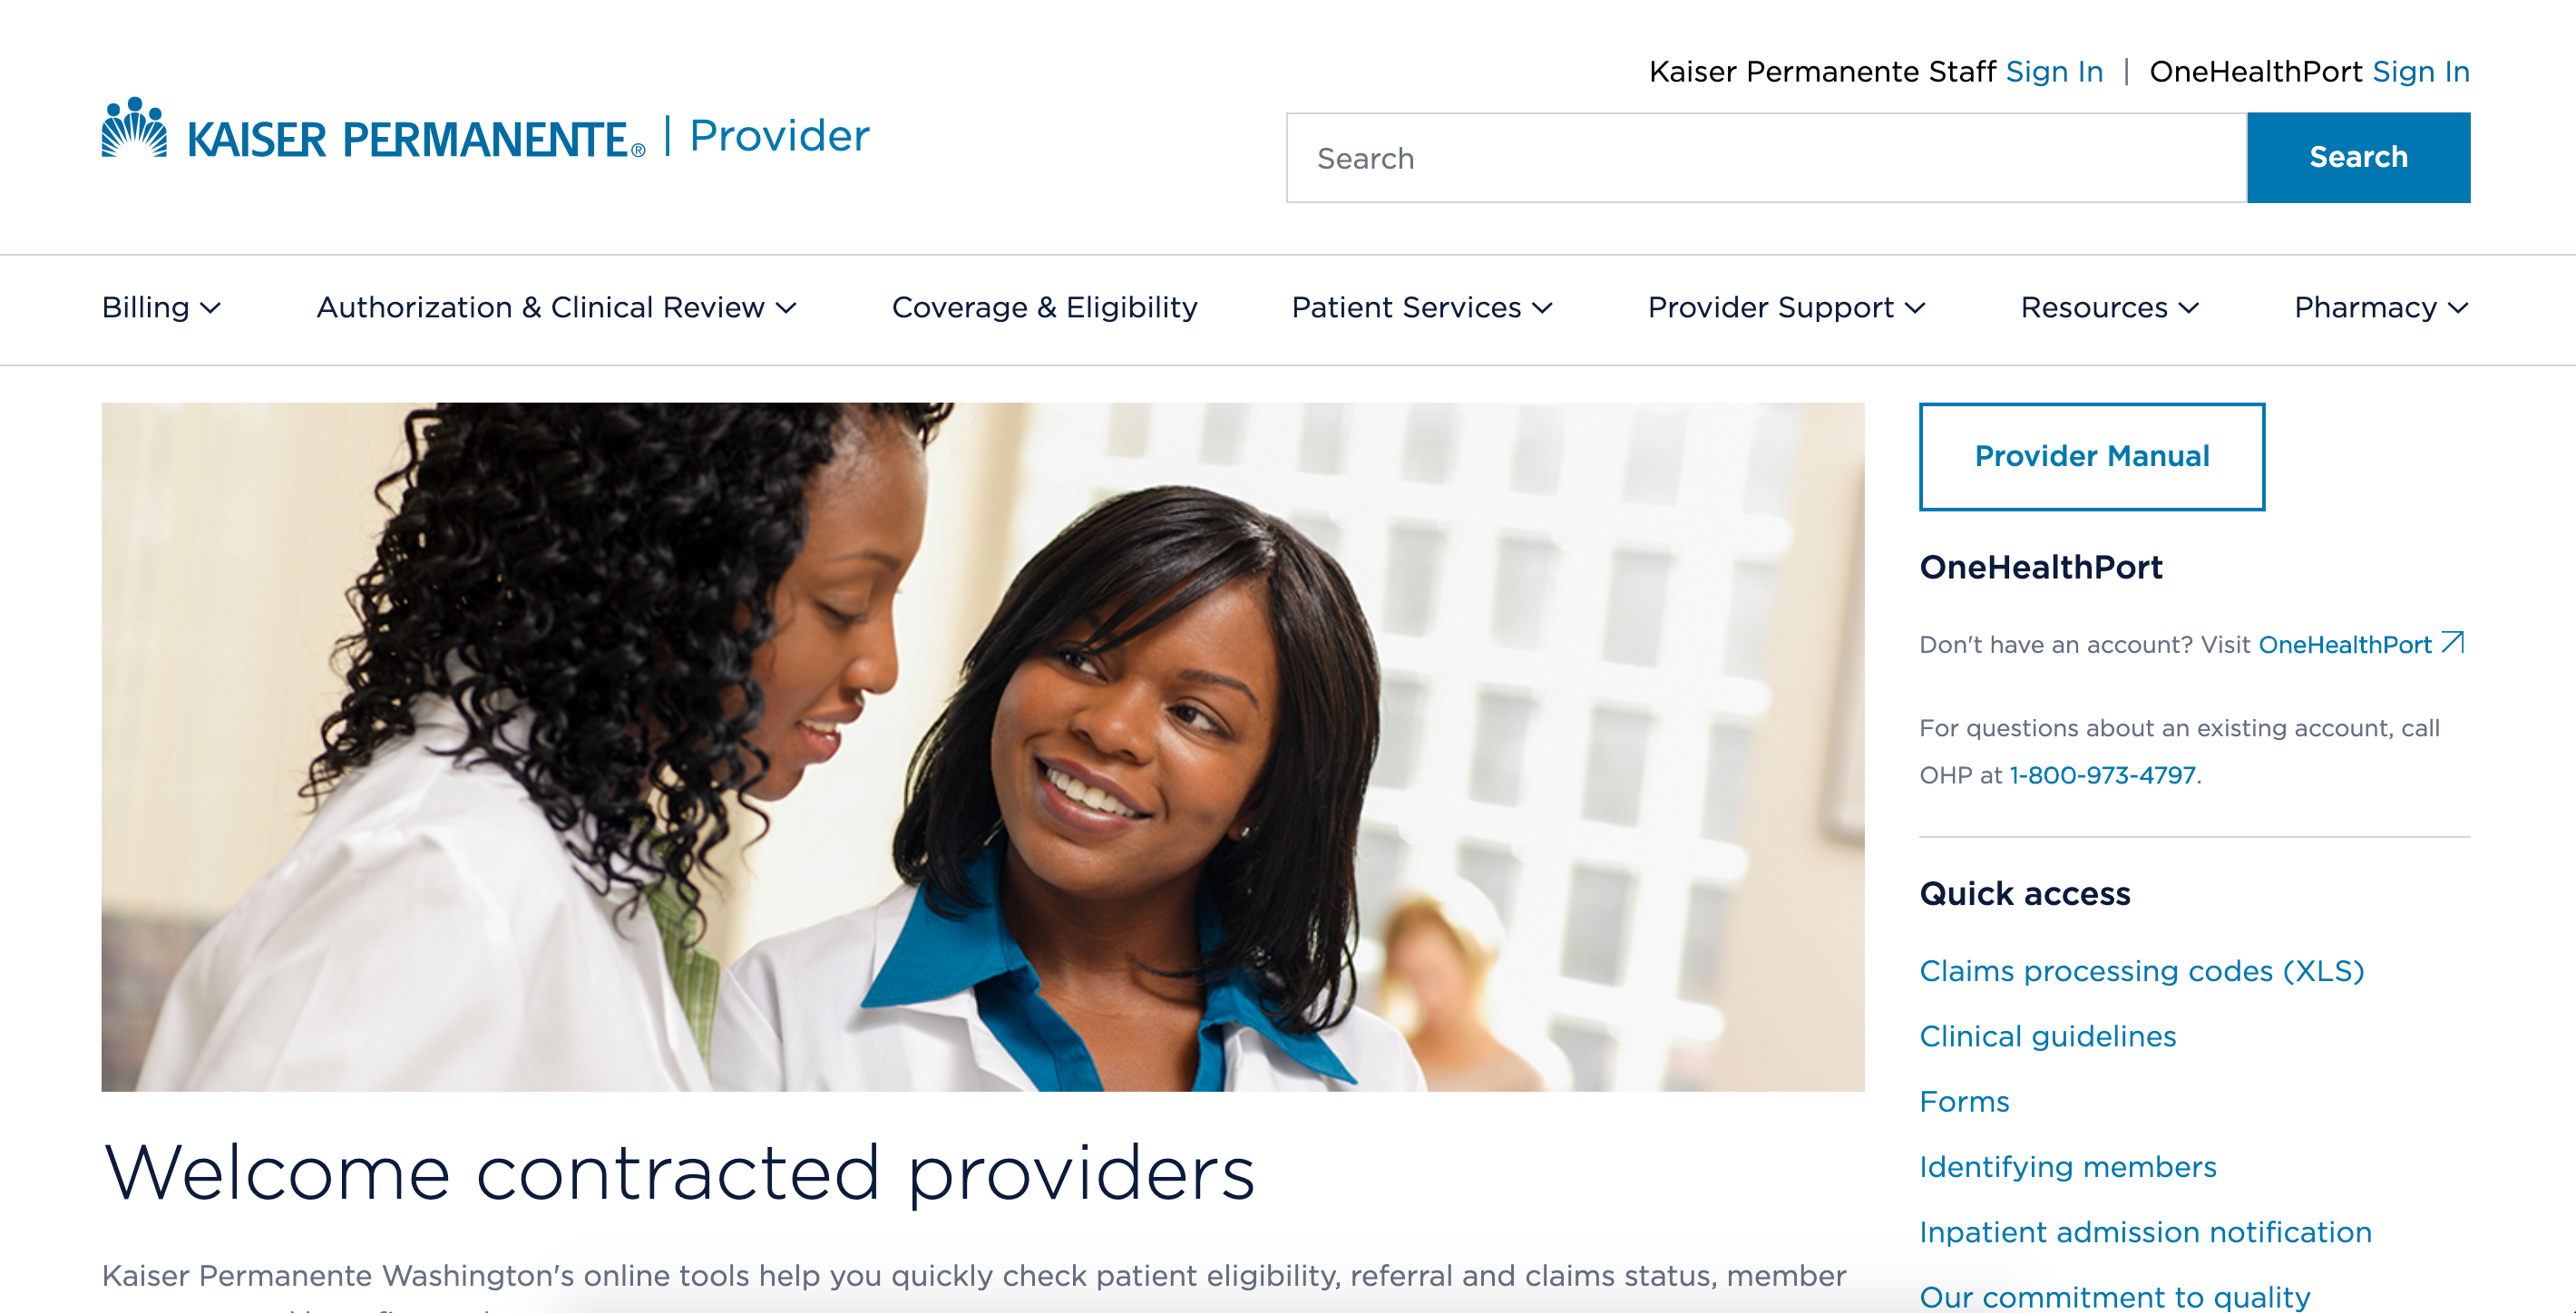 Kaiser Permanente Staff Sign In | OneHealthPort Sign In
KAISER PERMANENTE® | Provider
Search
Search
Billing
Authorization & Clinical Review
Coverage & Eligibility
Patient Services
Provider Support
Resources
Pharmacy
Welcome contracted providers
Kaiser Permanente Washington's online tools help you quickly check patient eligibility, referral and claims status, member
Provider Manual
OneHealthPort
Don't have an account? Visit OneHealthPort
For questions about an existing account, call
OHP at 1-800-973-4797.
Quick access
Claims processing codes (XLS)
Clinical guidelines
Forms
Identifying members
Inpatient admission notification
Our commitment to quality